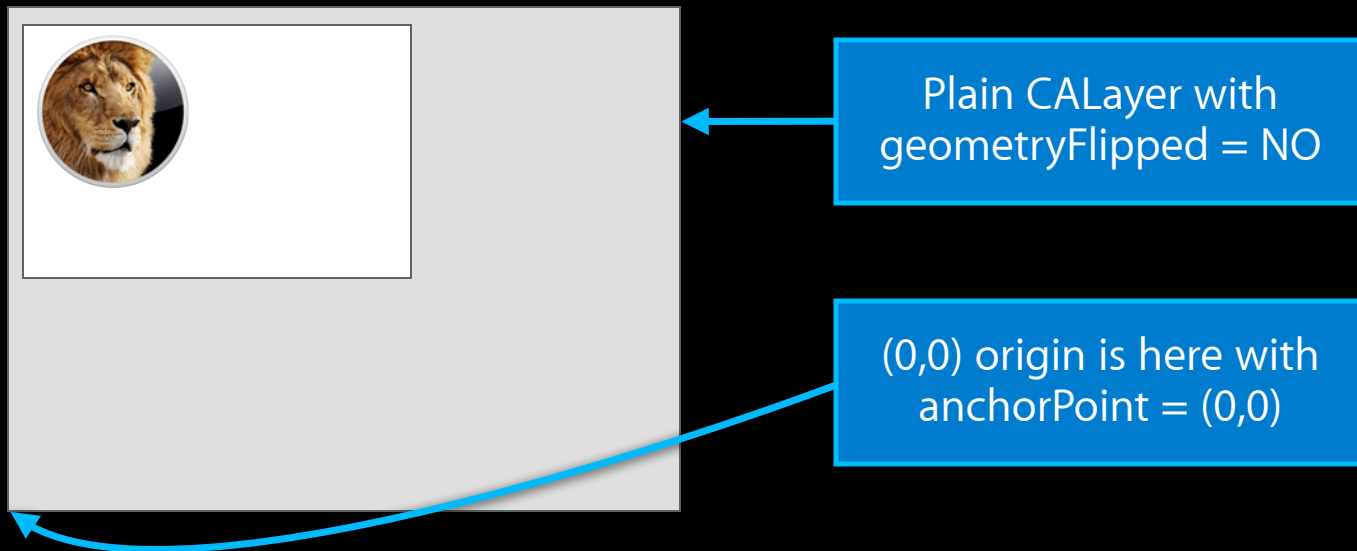 Plain CALayer with
geometryFlipped = NO
(0,0) origin is here with
anchorPoint = (0,0)